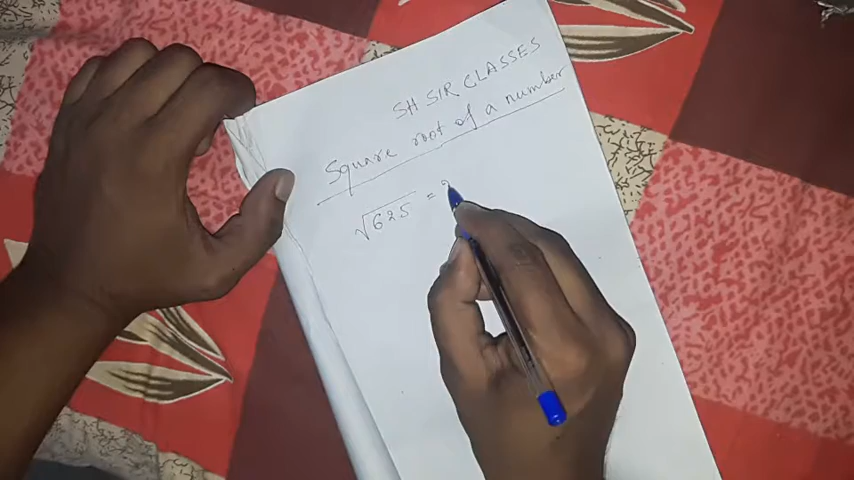 SH SIR CLASSES
Square root of a number
√625 = ?